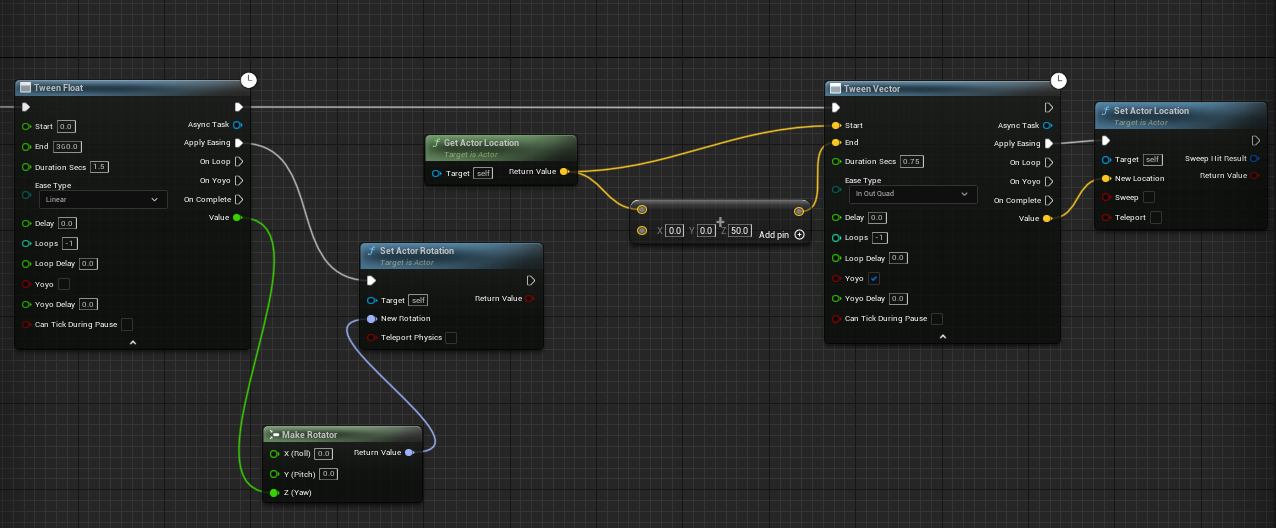 Tween Float
Start 0.0
Async Task
End 360.0
Apply Easing
Duration Secs 1.5
On Loop
Ease Type
On Yoyo
Linear
On Complete
Delay 0.0
Value
Loops -1
Loop Delay 0.0
Yoyo
Yoyo Delay 0.0
Can Tick During Pause
Get Actor Location
Target is Actor
Target self
Return Value
Set Actor Rotation
Target is Actor
Target self
Return Value
New Rotation
Teleport Physics
Make Rotator
X (Roll) 0.0
Return Value
Y (Pitch) 0.0
Z (Yaw)
+
X 0.0 Y 0.0 Z 50.0
Add pin
Tween Vector
Start
Async Task
End
Apply Easing
Duration Secs 0.75
On Loop
Ease Type
On Yoyo
In Out Quad
On Complete
Delay 0.0
Value
Loops -1
Loop Delay 0.0
Yoyo
Yoyo Delay 0.0
Can Tick During Pause
Set Actor Location
Target is Actor
Target self
Sweep Hit Result
New Location
Return Value
Sweep
Teleport